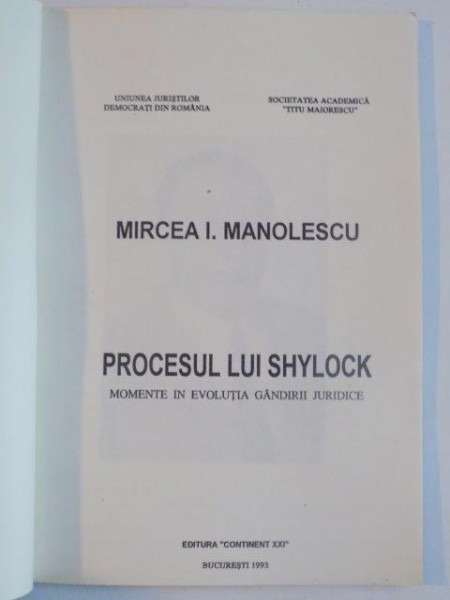 UNIUNEA JURIȘTILOR
DEMOCRAȚI DIN ROMÂNIA
SOCIETATEA ACADEMICĂ
"TITU MAIORESCU"
MIRCEA I. MANOLESCU
PROCESUL LUI SHYLOCK
MOMENTE IN EVOLUȚIA GÂNDIRII JURIDICE
EDITURA "CONTINENT XXI"
BUCUREȘTI 1993